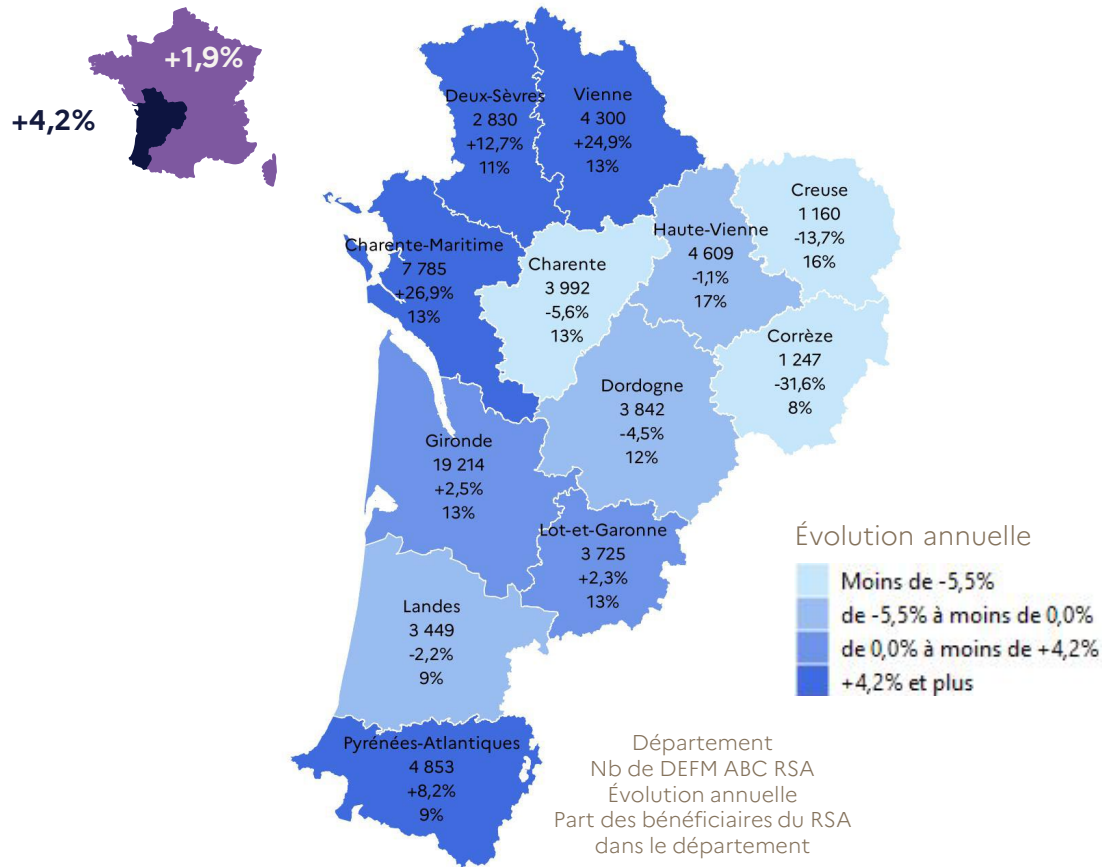 +1,9%
+4,2%
Deux-Sèvres
2 830
+12,7%
11%
Vienne
4 300
+24,9%
13%
Creuse
1 160
-13,7%
16%
Haute-Vienne
4 609
-1,1%
17%
Charente-Maritime
7 785
+26,9%
13%
Charente
3 992
-5,6%
13%
Corrèze
1 247
-31,6%
8%
Dordogne
3 842
-4,5%
12%
Gironde
19 214
+2,5%
13%
Lot-et-Garonne
3 725
+2,3%
13%
Landes
3 449
-2,2%
9%
Pyrénées-Atlantiques
4 853
+8,2%
9%
Évolution annuelle
Moins de -5,5%
de -5,5% à moins de 0,0%
de 0,0% à moins de +4,2%
+4,2% et plus
Département
Nb de DEFM ABC RSA
Évolution annuelle
Part des bénéficiaires du RSA
dans le département